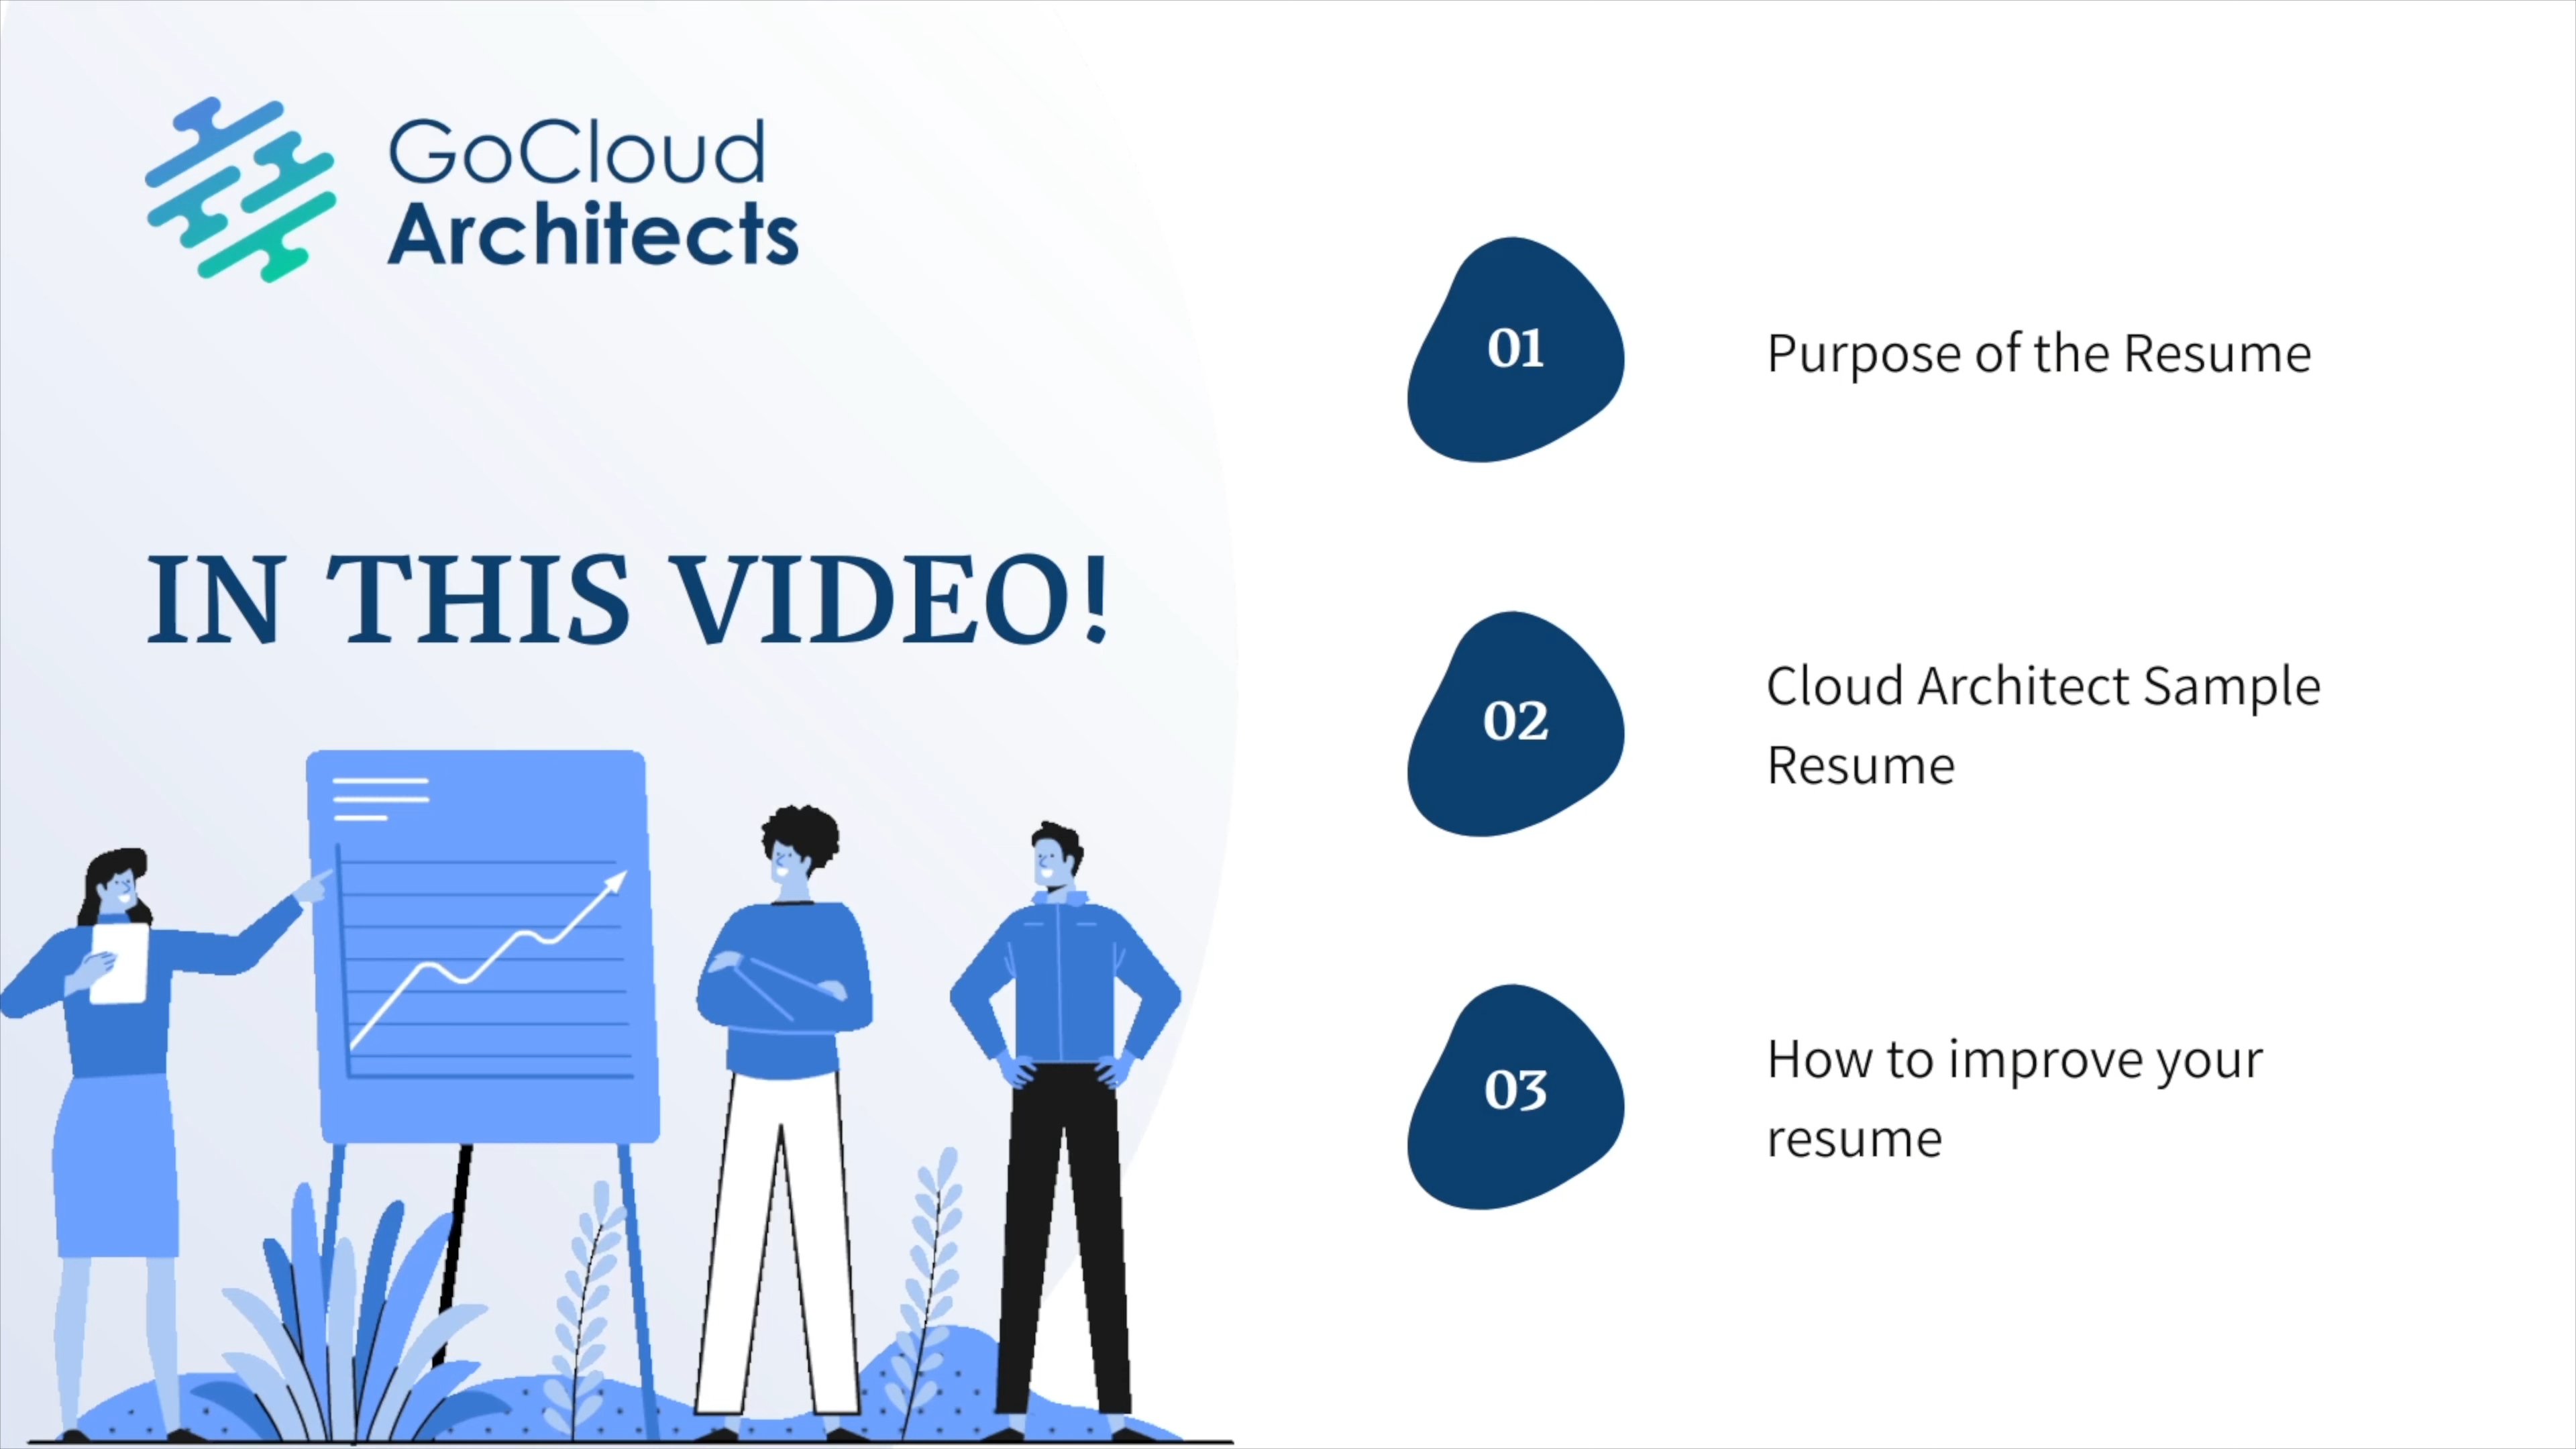 GoCloud
Architects
IN THIS VIDEO!
01
Purpose of the Resume
02
Cloud Architect Sample
Resume
03
How to improve your
resume